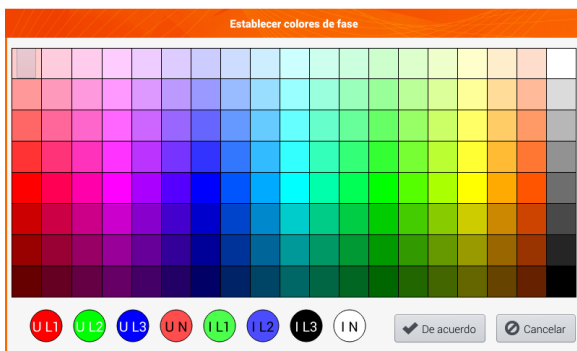 Establecer colores de fase
U L1 U L2 U L3 U N I L1 I L2 I L3 I N De acuerdo Cancelar